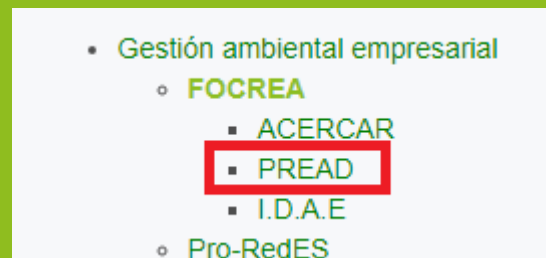 Gestión ambiental empresarial
FOCREA
ACERCAR
PREAD
I.D.A.E
Pro-RedES